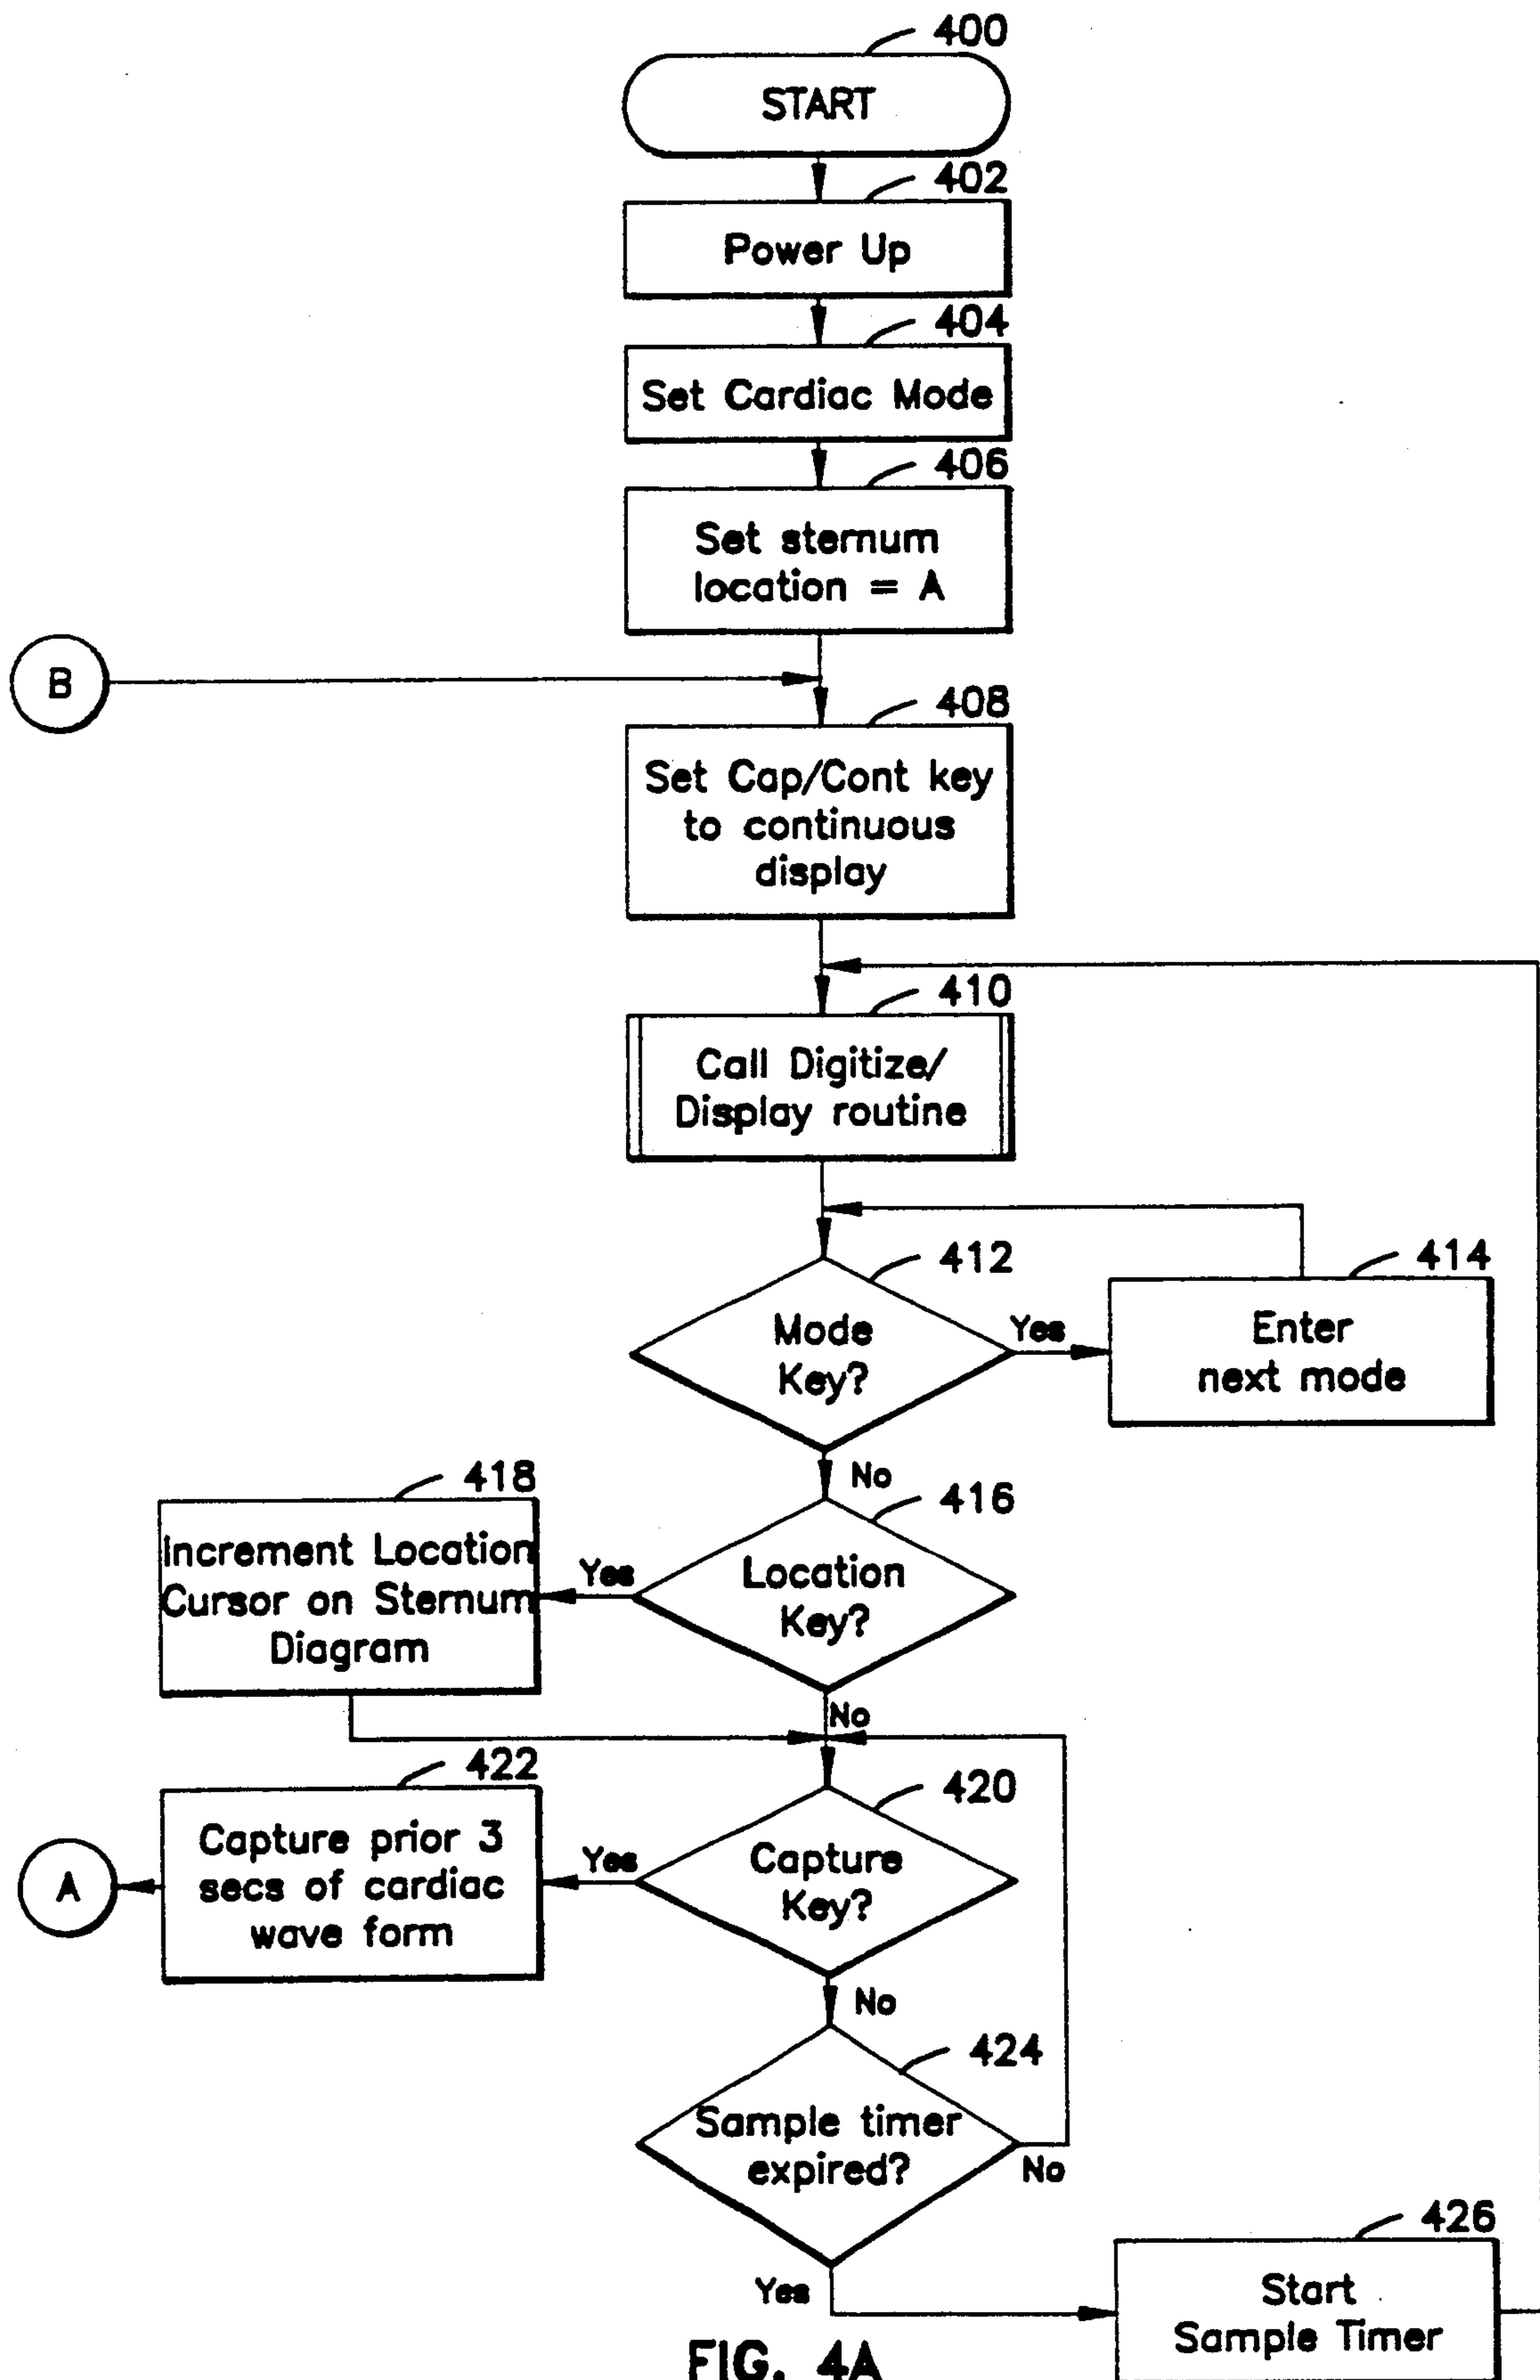 400
START
402
Power Up
404
Set Cardiac Mode
406
Set sternum
location = A
B
408
Set Cap/Cont key
to continuous
display
410
Call Digitize/
Display routine
412
Mode
Key?
Yes
414
Enter
next mode
No
416
Location
Key?
Yes
418
Increment Location
Cursor on Sternum
Diagram
No
420
Capture
Key?
Yes
422
Capture prior 3
secs of cardiac
wave form
A
No
424
Sample timer
expired?
No
Yes
426
Start
Sample Timer
FIG. 4A